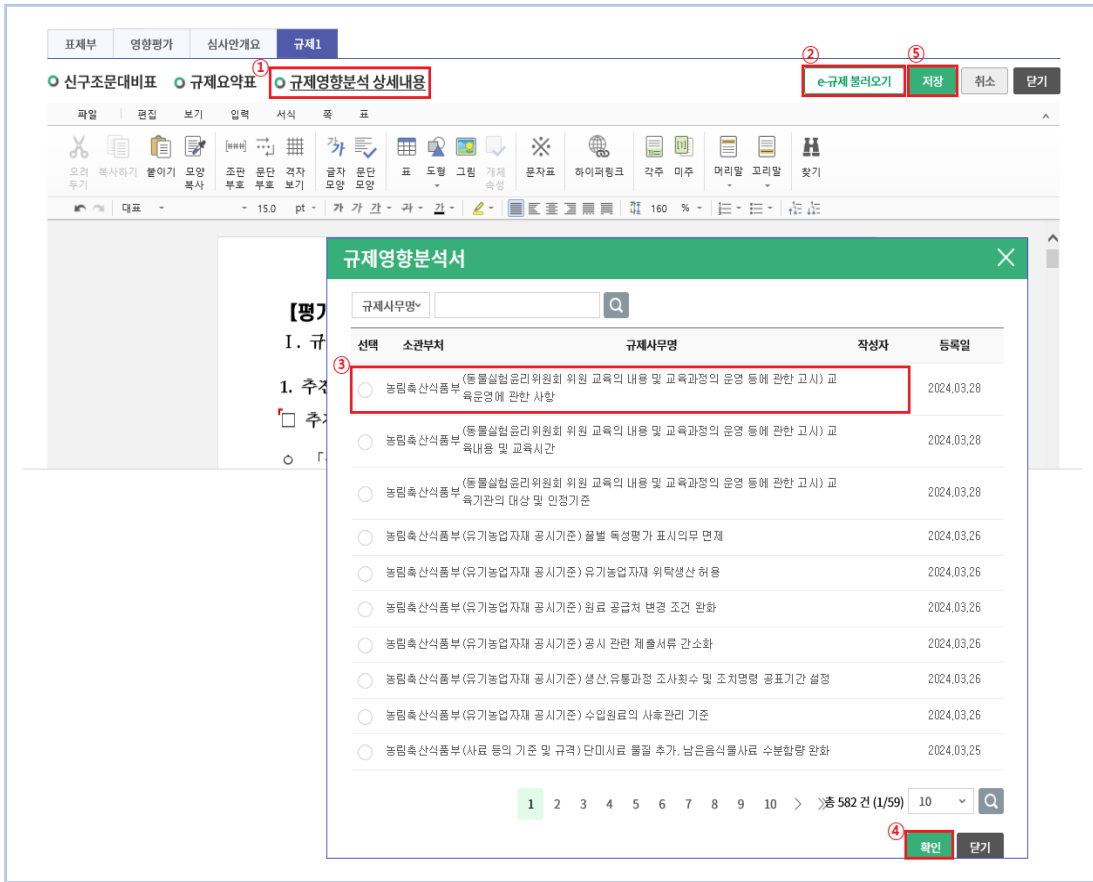 표제부 영향평가 심사안개요 규제1
① ② ⑤
신구조문대비표 규제요약표 규제영향분석 상세내용 e-규제 불러오기 저장 취소 닫기
파일 편집 보기 입력 서식 쪽 표
오려두기 복사하기 붙이기 모양복사 조판부호 문단부호 격자보기 글자모양 문단모양 표 도형 그림 개체속성 문자표 하이퍼링크 각주 미주 머리말 꼬리말 찾기
대표 15.0 pt 가 가 가 가 가 160 %
규제영향분석서
[평가
규제사무명
I. 규
선택 소관부처 규제사무명 작성자 등록일
③
1. 추진
농림축산식품부 (동물실험윤리위원회 위원 교육의 내용 및 교육과정의 운영 등에 관한 고시) 교 2024.03.28
육운영에 관한 사항
□ 추
농림축산식품부 (동물실험윤리위원회 위원 교육의 내용 및 교육과정의 운영 등에 관한 고시) 교 2024.03.28
육내용 및 교육시간
농림축산식품부 (동물실험윤리위원회 위원 교육의 내용 및 교육과정의 운영 등에 관한 고시) 교 2024.03.28
육기관의 대상 및 인정기준
농림축산식품부 (유기농업자재 공시기준) 꿀벌 독성평가 표시의무 면제 2024.03.26
농림축산식품부 (유기농업자재 공시기준) 유기농업자재 위탁생산 허용 2024.03.26
농림축산식품부 (유기농업자재 공시기준) 원료 공급처 변경 조건 완화 2024.03.26
농림축산식품부 (유기농업자재 공시기준) 공시 관련 제출서류 간소화 2024.03.26
농림축산식품부 (유기농업자재 공시기준) 생산,유통과정 조사횟수 및 조치명령 공표기간 설정 2024.03.26
농림축산식품부 (유기농업자재 공시기준) 수입원료의 사후관리 기준 2024.03.26
농림축산식품부 (사료 등의 기준 및 규격) 단미사료 물질 추가, 남은음식물사료 수분함량 완화 2024.03.25
1 2 3 4 5 6 7 8 9 10 총 582 건 (1/59) 10
④
확인 닫기